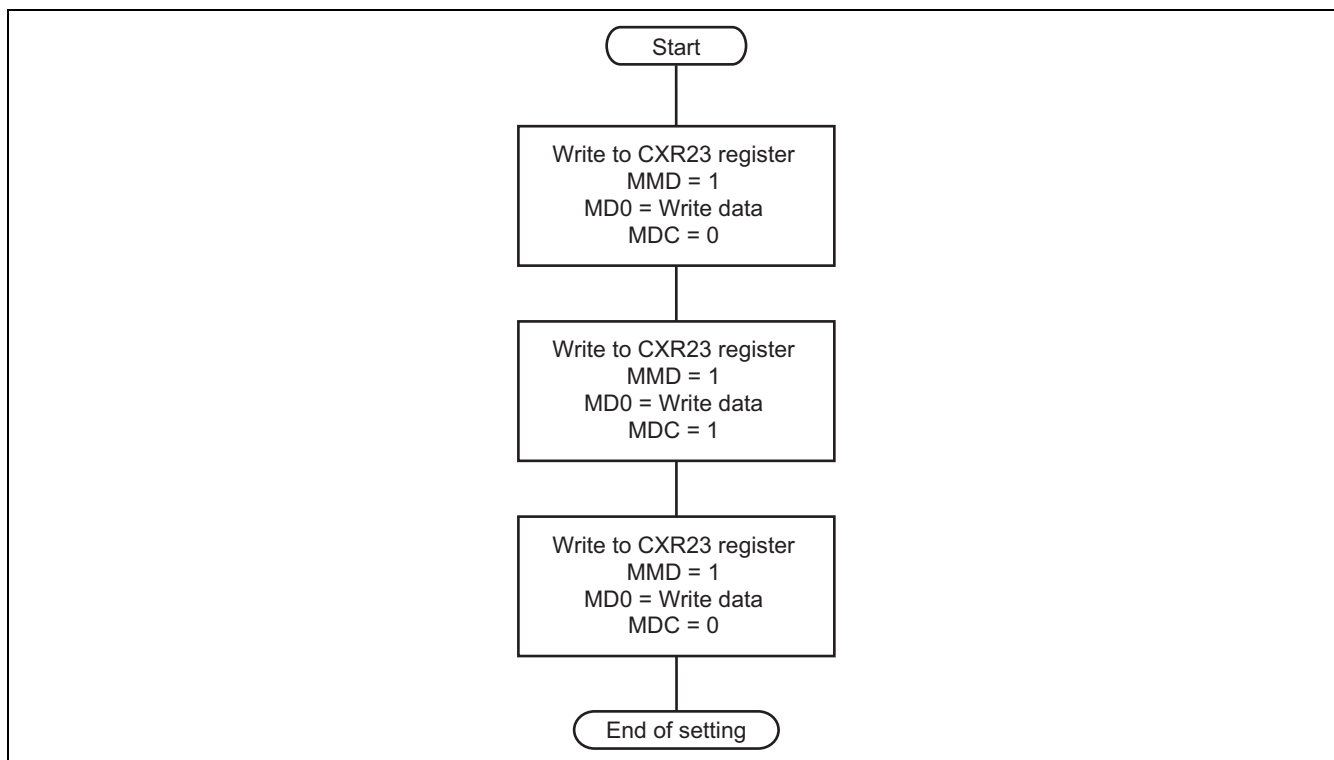 Start
Write to CXR23 register
MMD = 1
MD0 = Write data
MDC = 0
Write to CXR23 register
MMD = 1
MD0 = Write data
MDC = 1
Write to CXR23 register
MMD = 1
MD0 = Write data
MDC = 0
End of setting